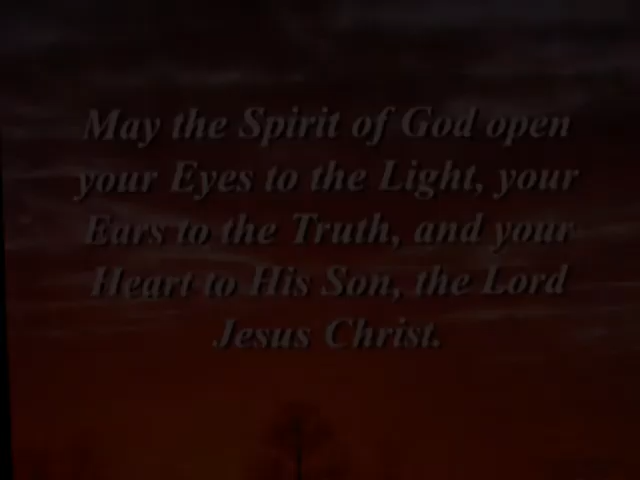 May the Spirit of God open
your Eyes to the Light, your
Ears to the Truth, and your
Heart to His Son, the Lord
Jesus Christ.